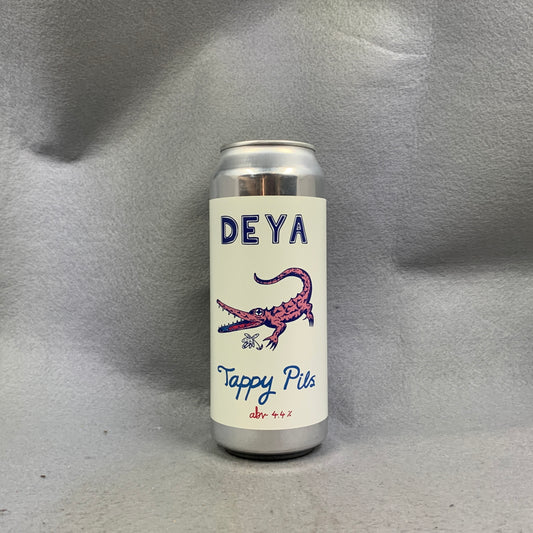 DEYA
Tappy Pils
abv 4.4%